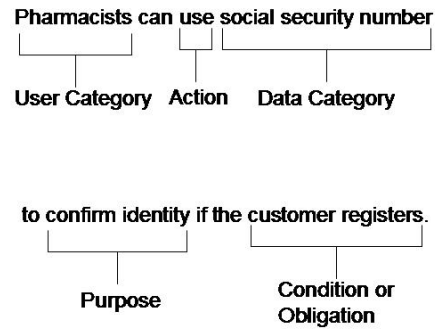 Pharmacists can use social security number
User Category Action Data Category
to confirm identity if the customer registers.
Purpose
Condition or
Obligation